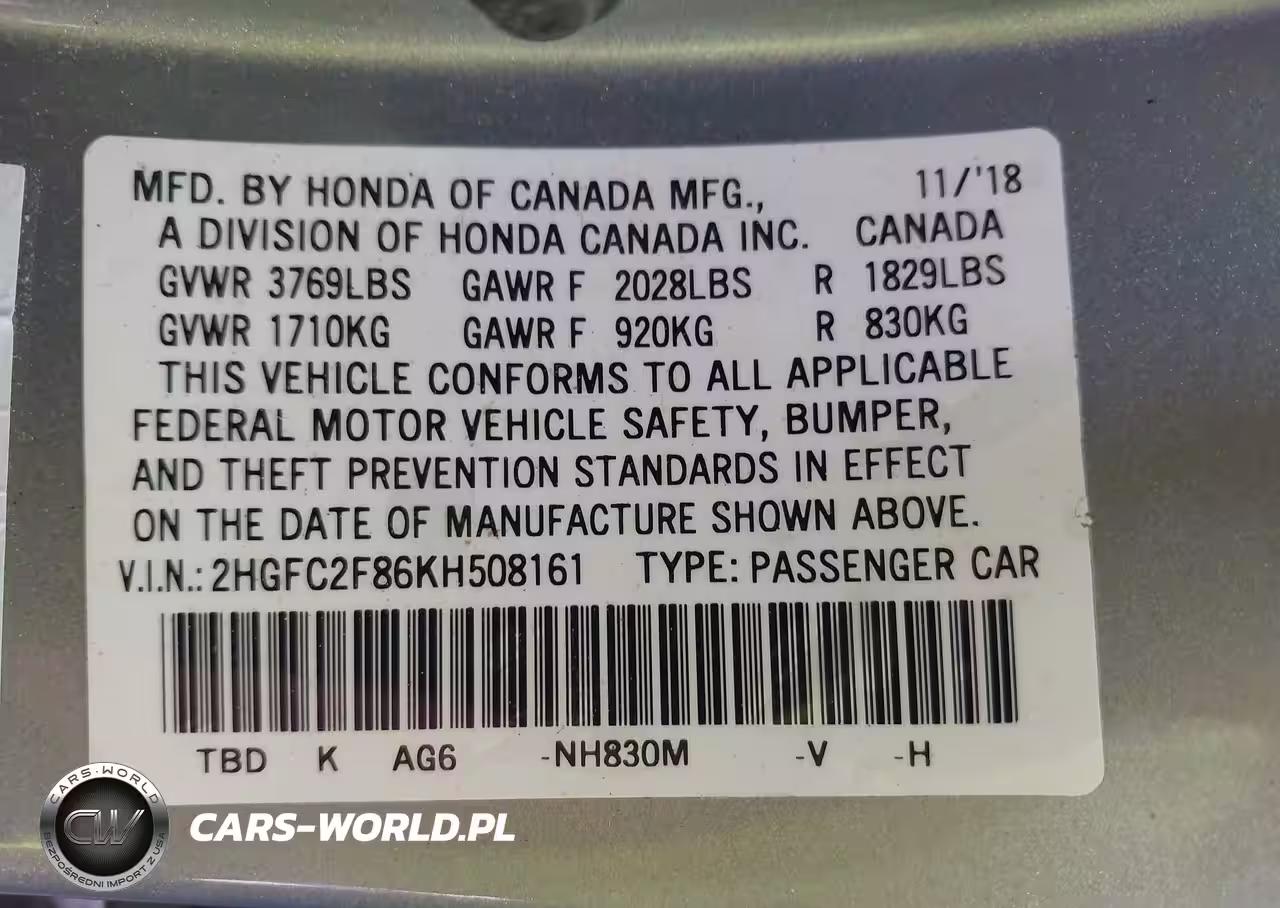 MFD. BY HONDA OF CANADA MFG., 11/'18
A DIVISION OF HONDA CANADA INC. CANADA
GVWR 3769LBS GAWR F 2028LBS R 1829LBS
GVWR 1710KG GAWR F 920KG R 830KG
THIS VEHICLE CONFORMS TO ALL APPLICABLE
FEDERAL MOTOR VEHICLE SAFETY, BUMPER,
AND THEFT PREVENTION STANDARDS IN EFFECT
ON THE DATE OF MANUFACTURE SHOWN ABOVE.
V.I.N.: 2HGFC2F86KH508161 TYPE: PASSENGER CAR
TBD K AG6 -NH830M -V -H
CARS-WORLD
CW
BEZPOŚREDNI IMPORT Z USA
CARS-WORLD.PL